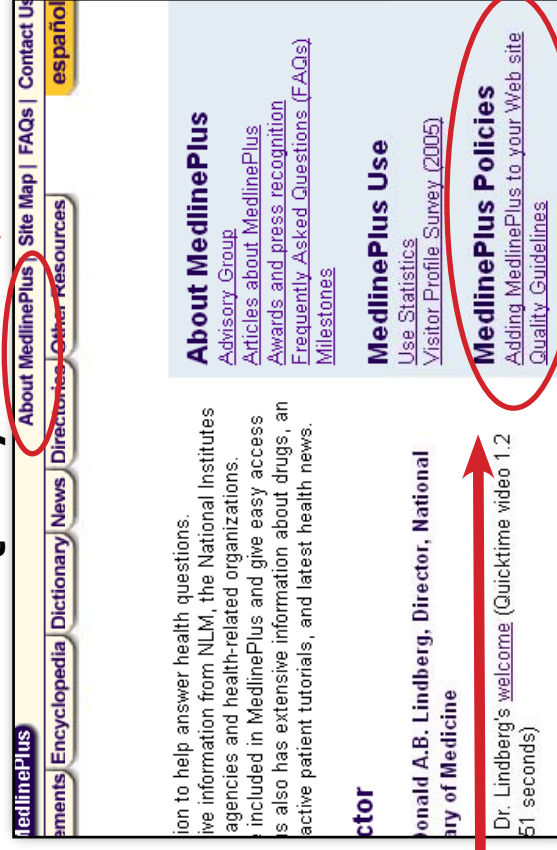 About MedlinePlus | Site Map | FAQs | Contact Us
MedlinePlus
Encyclopedia Dictionary News Directories Other Resources
español
ion to help answer health questions.
ive information from NLM, the National Institutes
agencies and health-related organizations.
included in MedlinePlus and give easy access
s also has extensive information about drugs, an
active patient tutorials, and latest health news.
ctor
Donald A.B. Lindberg, Director, National
ary of Medicine
Dr. Lindberg's welcome (Quicktime video 1.2
51 seconds)
About MedlinePlus
Advisory Group
Articles about MedlinePlus
Awards and press recognition
Frequently Asked Questions (FAQs)
Milestones
MedlinePlus Use
Use Statistics
Visitor Profile Survey (2005)
MedlinePlus Policies
Adding MedlinePlus to your Web site
Quality Guidelines